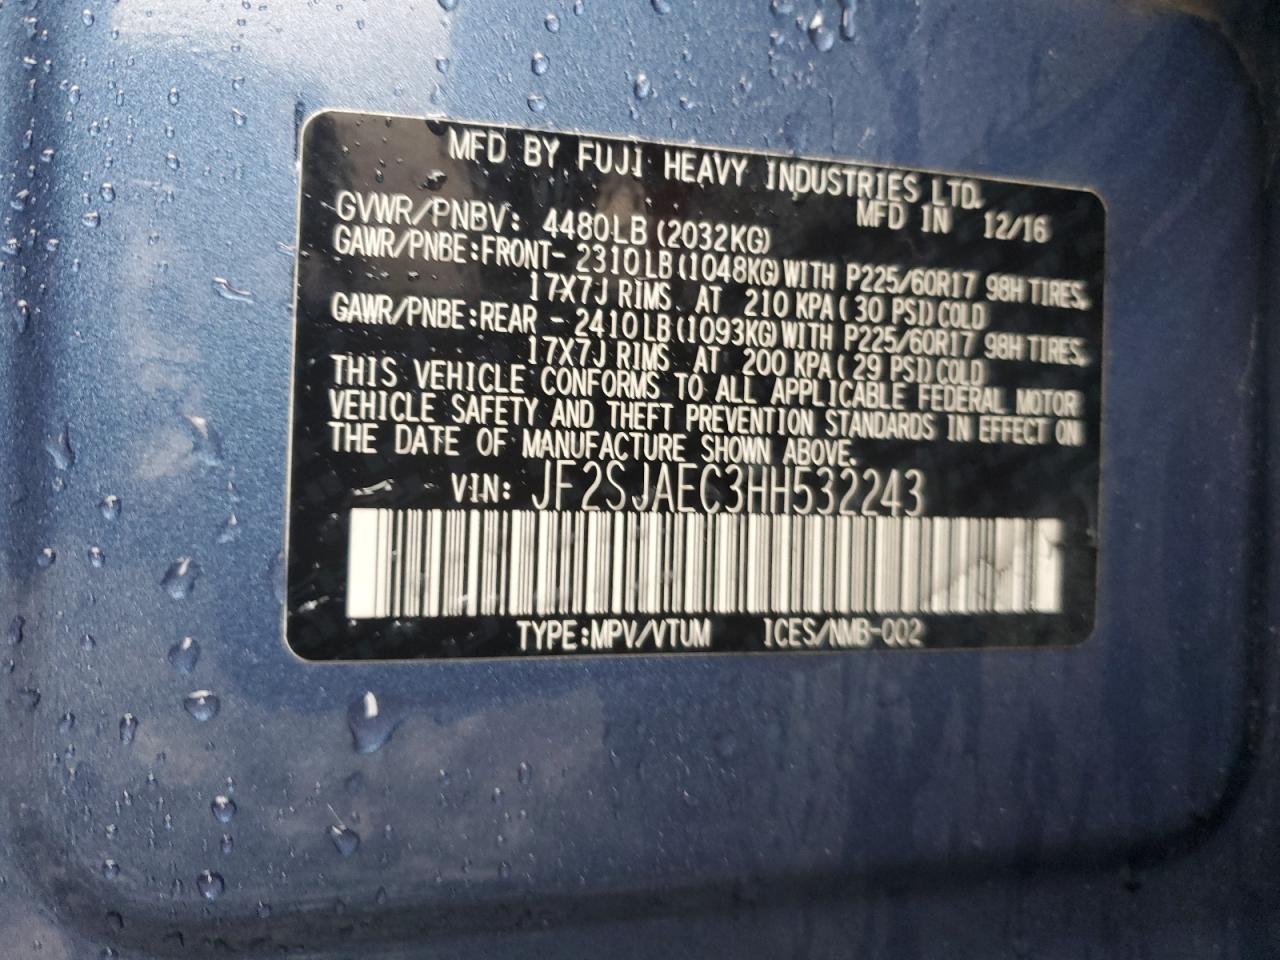 MFD BY FUJI HEAVY INDUSTRIES LTD.
MFD IN 12/16
GVWR/PNBV: 4480LB (2032KG)
GAWR/PNBE:FRONT- 2310LB(1048KG)WITH P225/60R17 98H TIRES,
17X7J RIMS AT 210 KPA( 30 PSI)COLD
GAWR/PNBE:REAR - 2410LB(1093KG)WITH P225/60R17 98H TIRES,
17X7J RIMS AT 200 KPA( 29 PSI)COLD
THIS VEHICLE CONFORMS TO ALL APPLICABLE FEDERAL MOTOR
VEHICLE SAFETY AND THEFT PREVENTION STANDARDS IN EFFECT ON
THE DATE OF MANUFACTURE SHOWN ABOVE.
VIN: JF2SJAEC3HH532243
TYPE:MPV/VTUM ICES/NMB-002